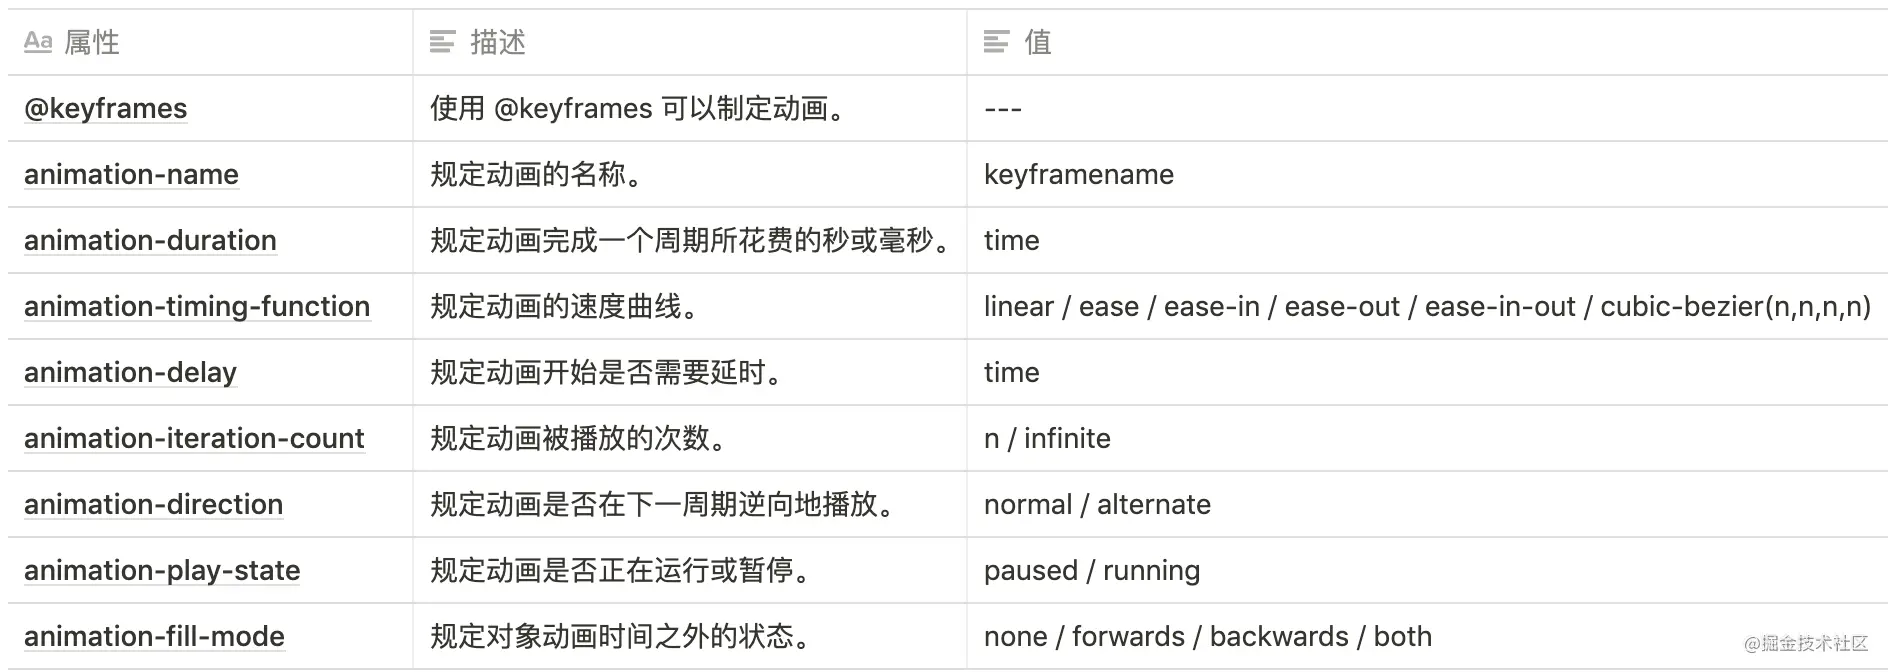 Aa 属性 描述 值
@keyframes 使用 @keyframes 可以制定动画。 ---
animation-name 规定动画的名称。 keyframename
animation-duration 规定动画完成一个周期所花费的秒或毫秒。 time
animation-timing-function 规定动画的速度曲线。 linear / ease / ease-in / ease-out / ease-in-out / cubic-bezier(n,n,n,n)
animation-delay 规定动画开始是否需要延时。 time
animation-iteration-count 规定动画被播放的次数。 n / infinite
animation-direction 规定动画是否在下一周期逆向地播放。 normal / alternate
animation-play-state 规定动画是否正在运行或暂停。 paused / running
animation-fill-mode 规定对象动画时间之外的状态。 none / forwards / backwards / both
@掘金技术社区